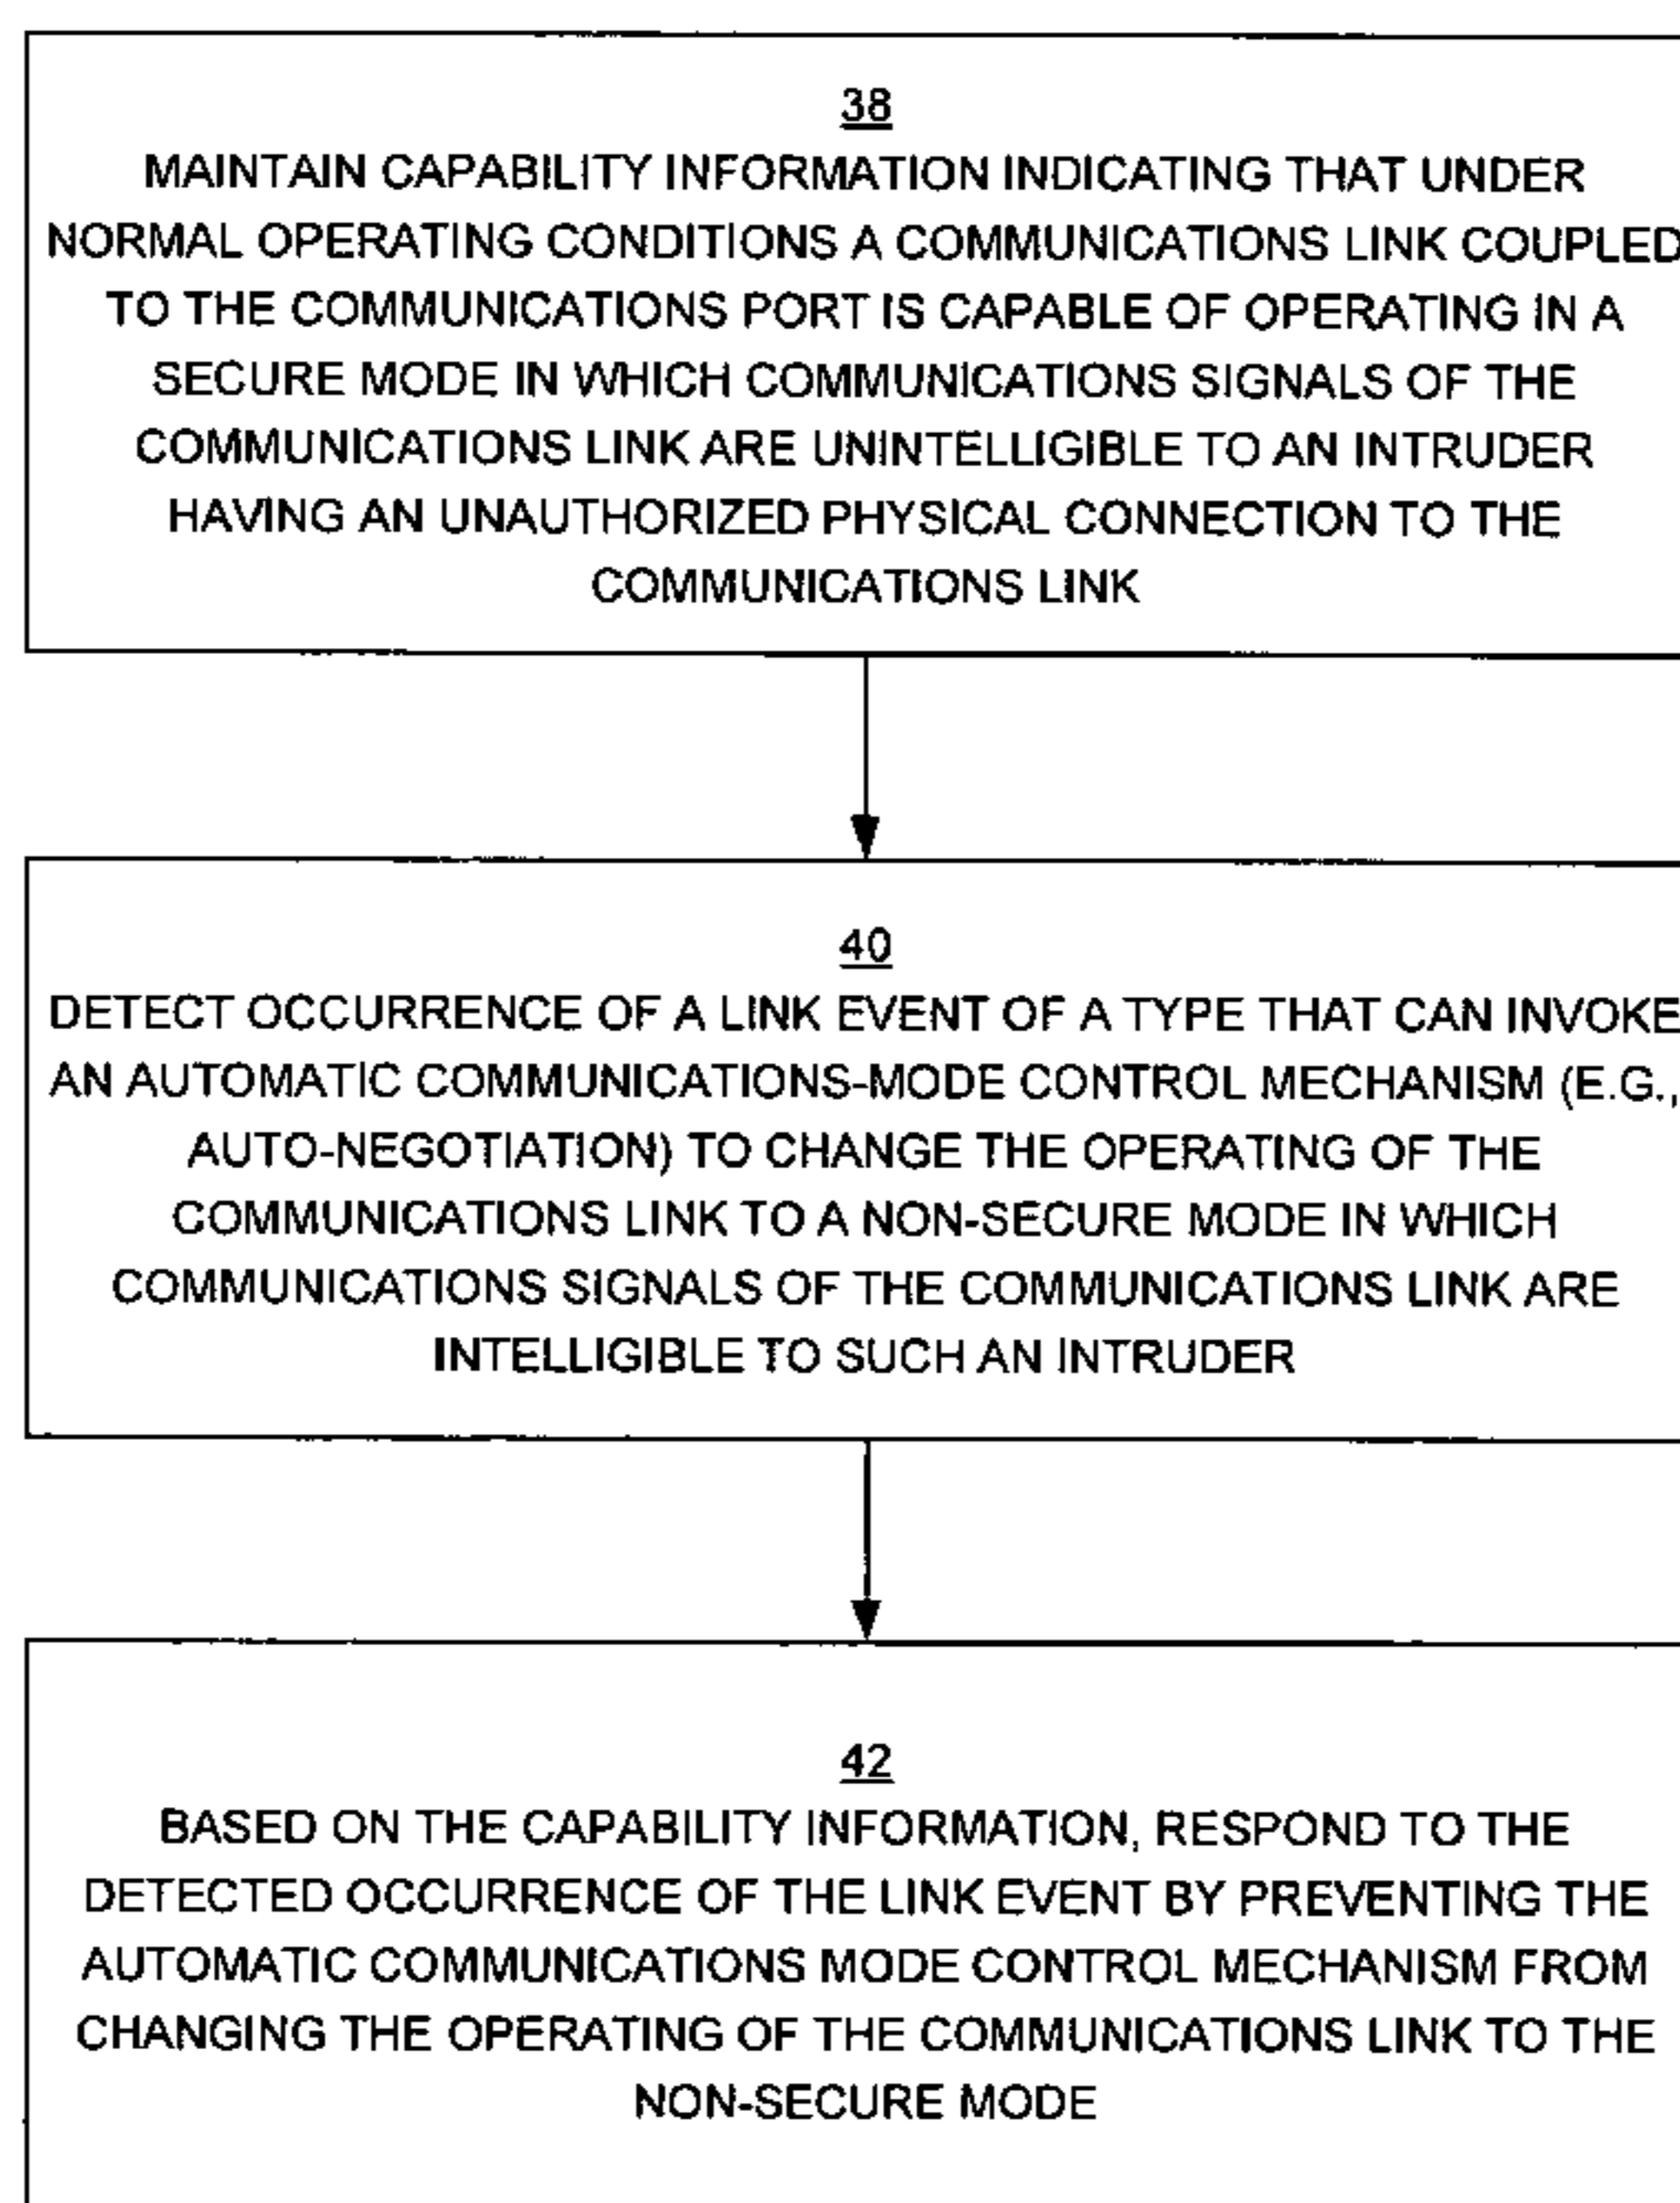 38
MAINTAIN CAPABILITY INFORMATION INDICATING THAT UNDER
NORMAL OPERATING CONDITIONS A COMMUNICATIONS LINK COUPLED
TO THE COMMUNICATIONS PORT IS CAPABLE OF OPERATING IN A
SECURE MODE IN WHICH COMMUNICATIONS SIGNALS OF THE
COMMUNICATIONS LINK ARE UNINTELLIGIBLE TO AN INTRUDER
HAVING AN UNAUTHORIZED PHYSICAL CONNECTION TO THE
COMMUNICATIONS LINK
40
DETECT OCCURRENCE OF A LINK EVENT OF A TYPE THAT CAN INVOKE
AN AUTOMATIC COMMUNICATIONS-MODE CONTROL MECHANISM (E.G.,
AUTO-NEGOTIATION) TO CHANGE THE OPERATING OF THE
COMMUNICATIONS LINK TO A NON-SECURE MODE IN WHICH
COMMUNICATIONS SIGNALS OF THE COMMUNICATIONS LINK ARE
INTELLIGIBLE TO SUCH AN INTRUDER
42
BASED ON THE CAPABILITY INFORMATION, RESPOND TO THE
DETECTED OCCURRENCE OF THE LINK EVENT BY PREVENTING THE
AUTOMATIC COMMUNICATIONS MODE CONTROL MECHANISM FROM
CHANGING THE OPERATING OF THE COMMUNICATIONS LINK TO THE
NON-SECURE MODE